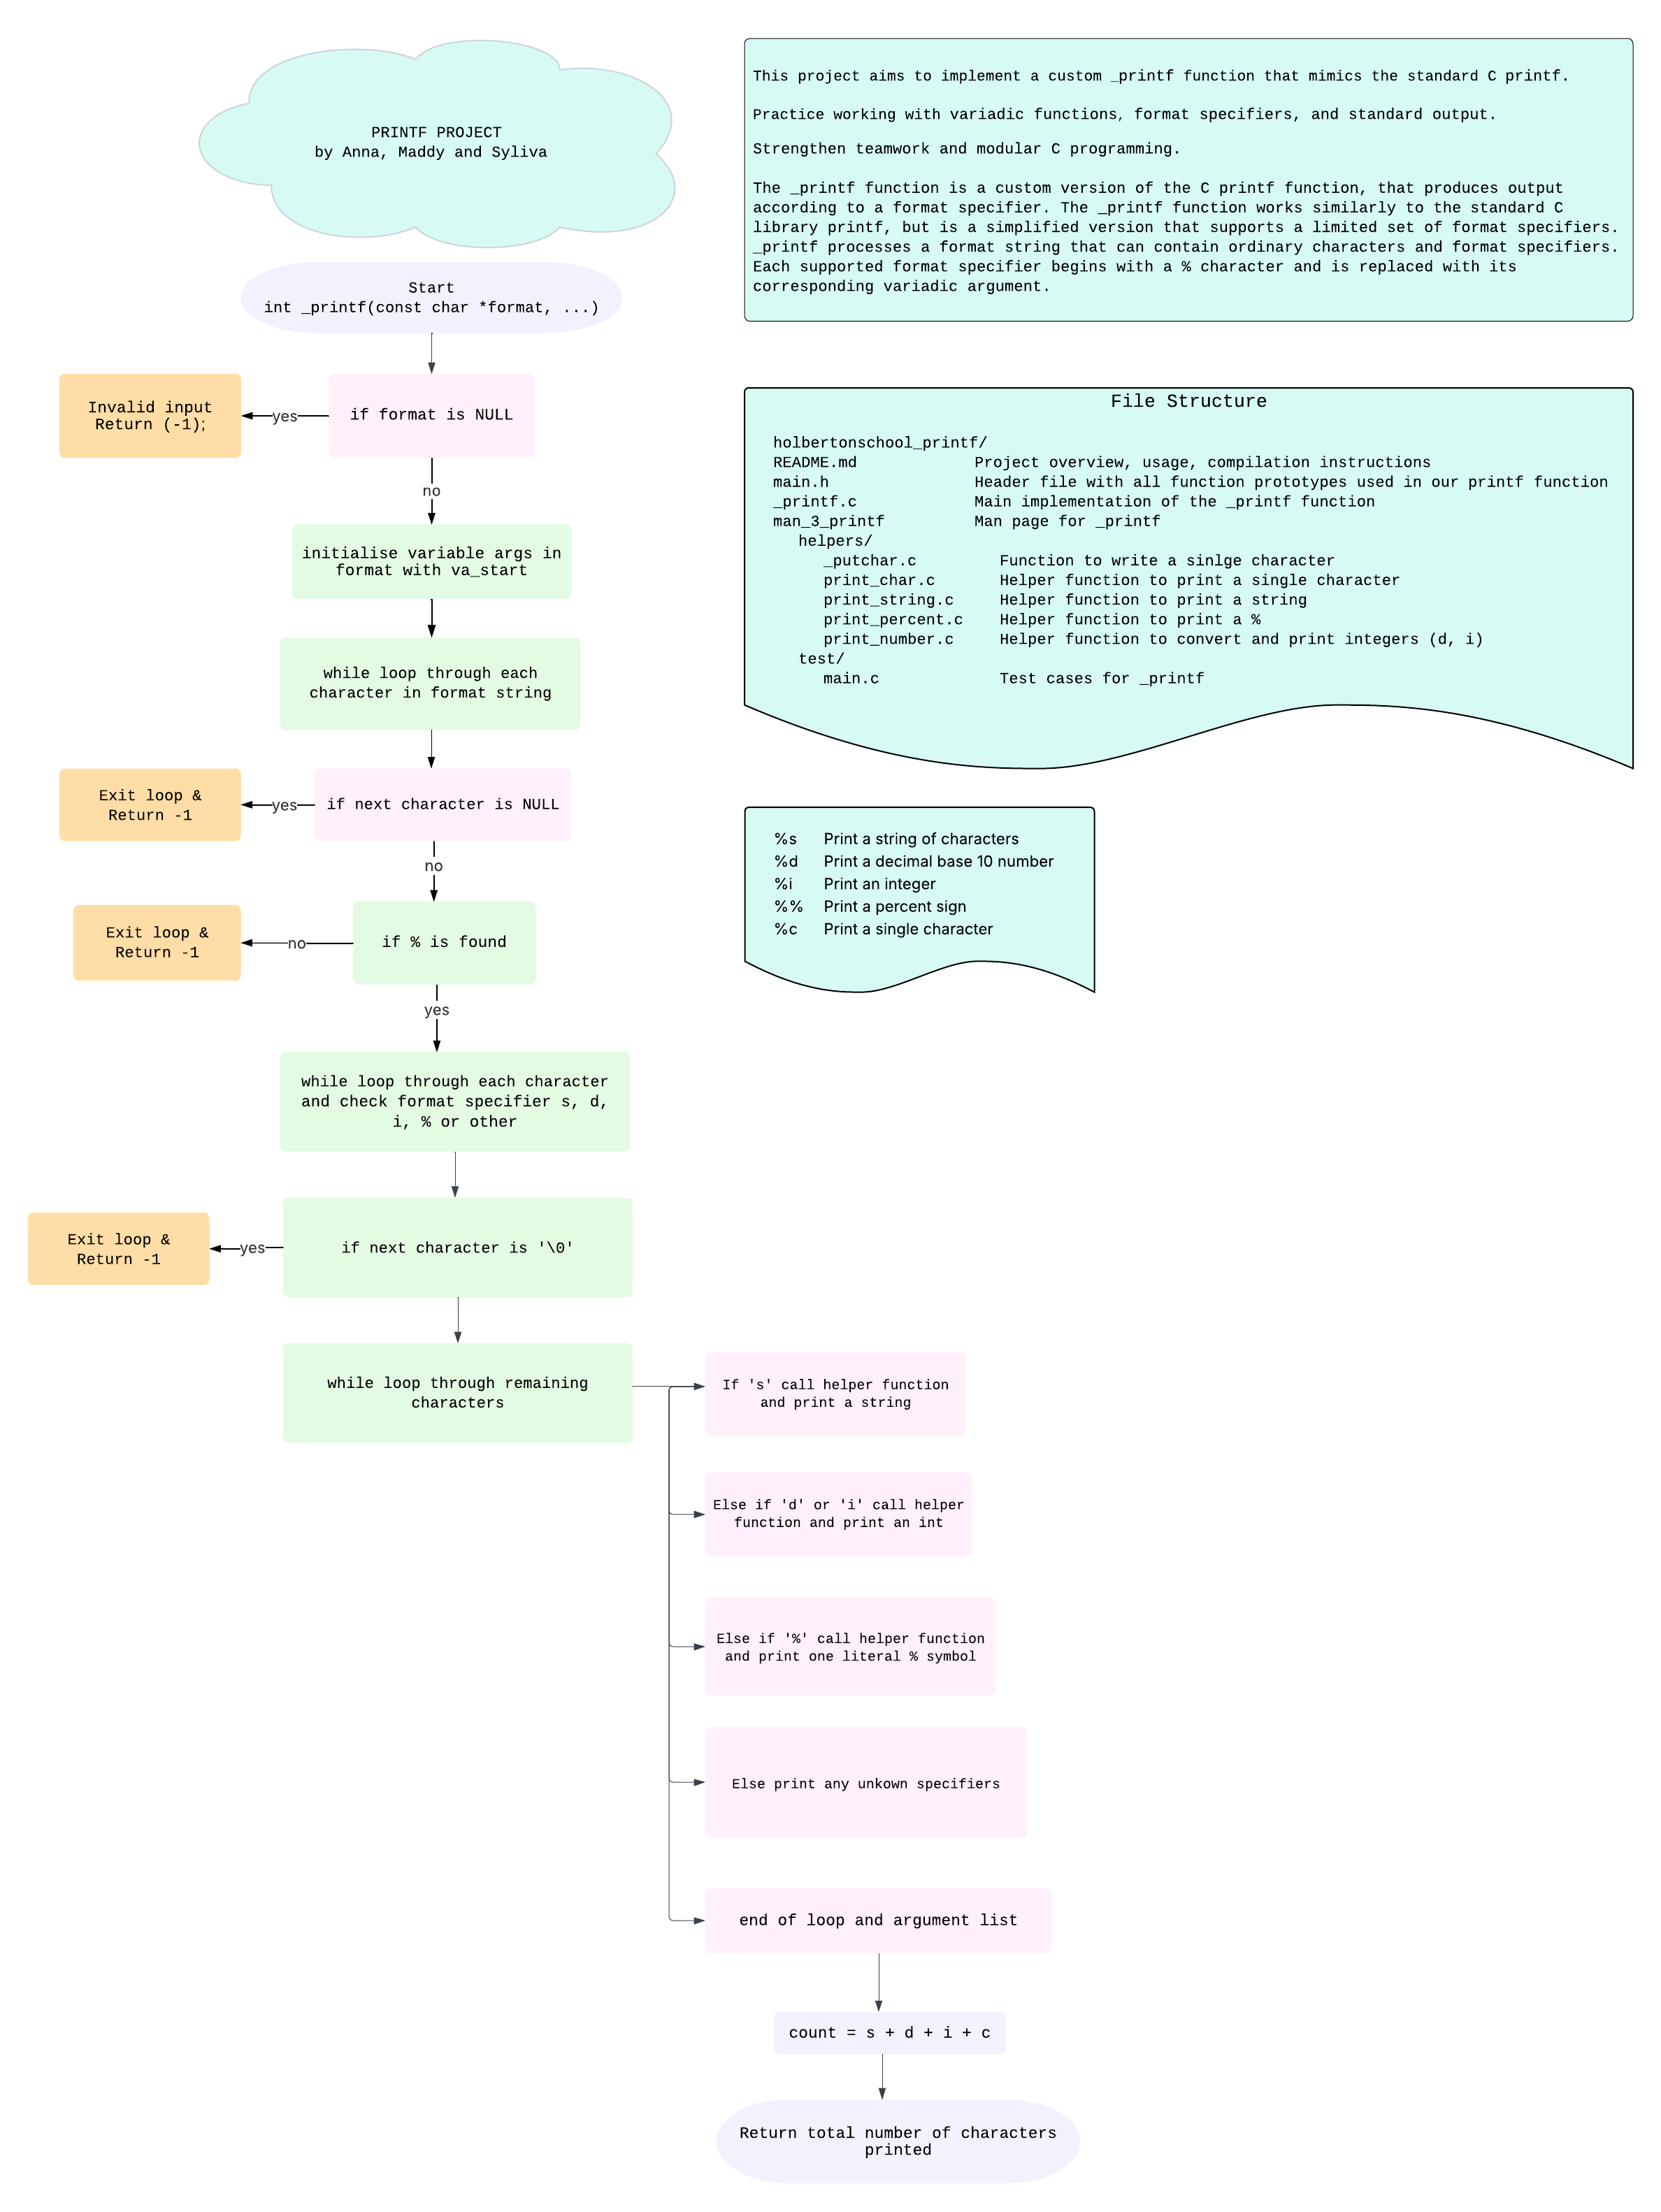 PRINTF PROJECT
by Anna, Maddy and Syliva
This project aims to implement a custom _printf function that mimics the standard C printf.
Practice working with variadic functions, format specifiers, and standard output.
Strengthen teamwork and modular C programming.
The _printf function is a custom version of the C printf function, that produces output
according to a format specifier. The _printf function works similarly to the standard C
library printf, but is a simplified version that supports a limited set of format specifiers.
_printf processes a format string that can contain ordinary characters and format specifiers.
Each supported format specifier begins with a % character and is replaced with its
corresponding variadic argument.
Start
int _printf(const char *format, ...)
Invalid input
Return (-1);
yes
if format is NULL
no
initialise variable args in
format with va_start
while loop through each
character in format string
Exit loop &
Return -1
yes
if next character is NULL
no
Exit loop &
Return -1
no
if % is found
yes
while loop through each character
and check format specifier s, d,
i, % or other
Exit loop &
Return -1
yes
if next character is '\0'
while loop through remaining
characters
File Structure
holbertonschool_printf/
README.md Project overview, usage, compilation instructions
main.h Header file with all function prototypes used in our printf function
_printf.c Main implementation of the _printf function
man_3_printf Man page for _printf
helpers/
_putchar.c Function to write a sinlge character
print_char.c Helper function to print a single character
print_string.c Helper function to print a string
print_percent.c Helper function to print a %
print_number.c Helper function to convert and print integers (d, i)
test/
main.c Test cases for _printf
%s Print a string of characters
%d Print a decimal base 10 number
%i Print an integer
%% Print a percent sign
%c Print a single character
If 's' call helper function
and print a string
Else if 'd' or 'i' call helper
function and print an int
Else if '%' call helper function
and print one literal % symbol
Else print any unkown specifiers
end of loop and argument list
count = s + d + i + c
Return total number of characters
printed